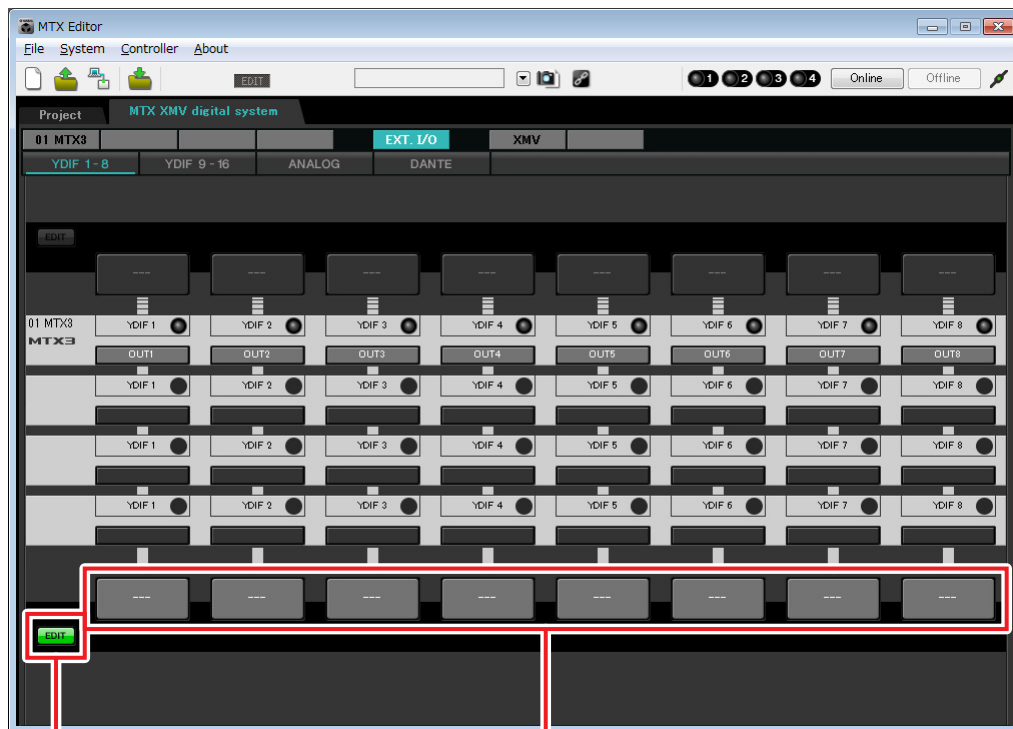 MTX Editor
File System Controller About
EDIT 1 2 3 4 Online Offline
Project MTX XMV digital system
01 MTX3 EXT. I/O XMV
YDIF 1-8 YDIF 9-16 ANALOG DANTE
EDIT
--- --- --- --- --- --- --- ---
01 MTX3 YDIF 1 YDIF 2 YDIF 3 YDIF 4 YDIF 5 YDIF 6 YDIF 7 YDIF 8
MTX3
OUT1 OUT2 OUT3 OUT4 OUT5 OUT6 OUT7 OUT8
YDIF 1 YDIF 2 YDIF 3 YDIF 4 YDIF 5 YDIF 6 YDIF 7 YDIF 8
YDIF 1 YDIF 2 YDIF 3 YDIF 4 YDIF 5 YDIF 6 YDIF 7 YDIF 8
YDIF 1 YDIF 2 YDIF 3 YDIF 4 YDIF 5 YDIF 6 YDIF 7 YDIF 8
--- --- --- --- --- --- --- ---
EDIT